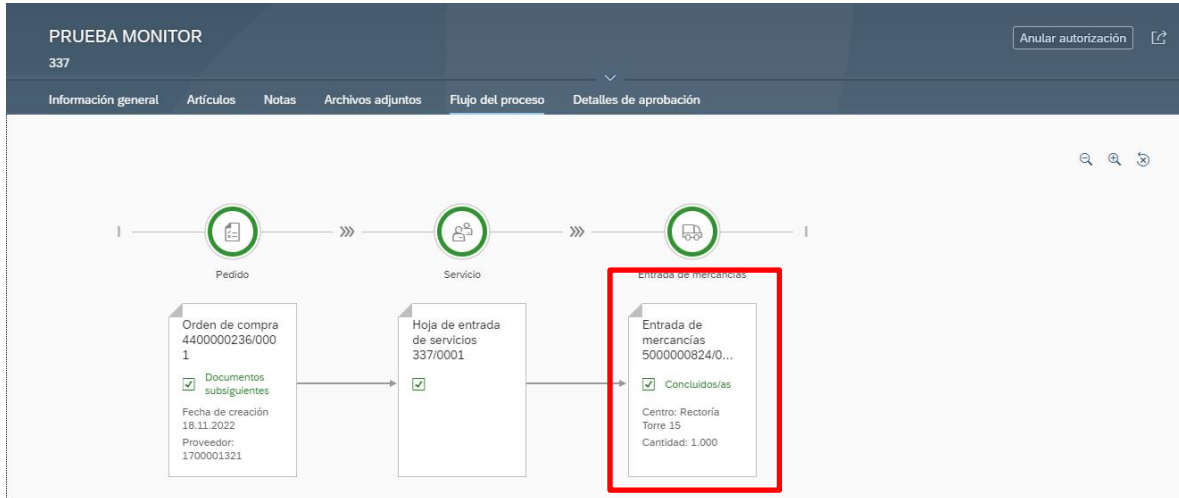 PRUEBA MONITOR
Anular autorización
337
Información general Artículos Notas Archivos adjuntos Flujo del proceso Detalles de aprobación
Pedido
Servicio
Entrada de mercancías
Orden de compra
4400000236/000
1
Documentos
subsiguientes
Fecha de creación
18.11.2022
Proveedor:
1700001321
Hoja de entrada
de servicios
337/0001
Entrada de
mercancías
5000000824/0...
Concluidos/as
Centro: Rectoría
Torre 15
Cantidad: 1.000